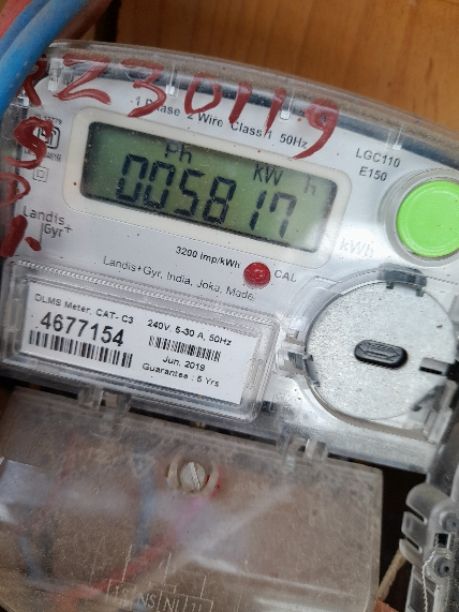 R230119
1 Phase 2 Wire Class 1 50Hz
LGC110
E150
Ph
kW h
005817
kWh
Landis
Gyr+
3200 imp/kWh
CAL
Landis+Gyr, India, Joka, Made
DLMS Meter, CAT- C3
240V, 5-30 A, 50Hz
4677154
Jun, 2019
Guarantee : 5 Yrs